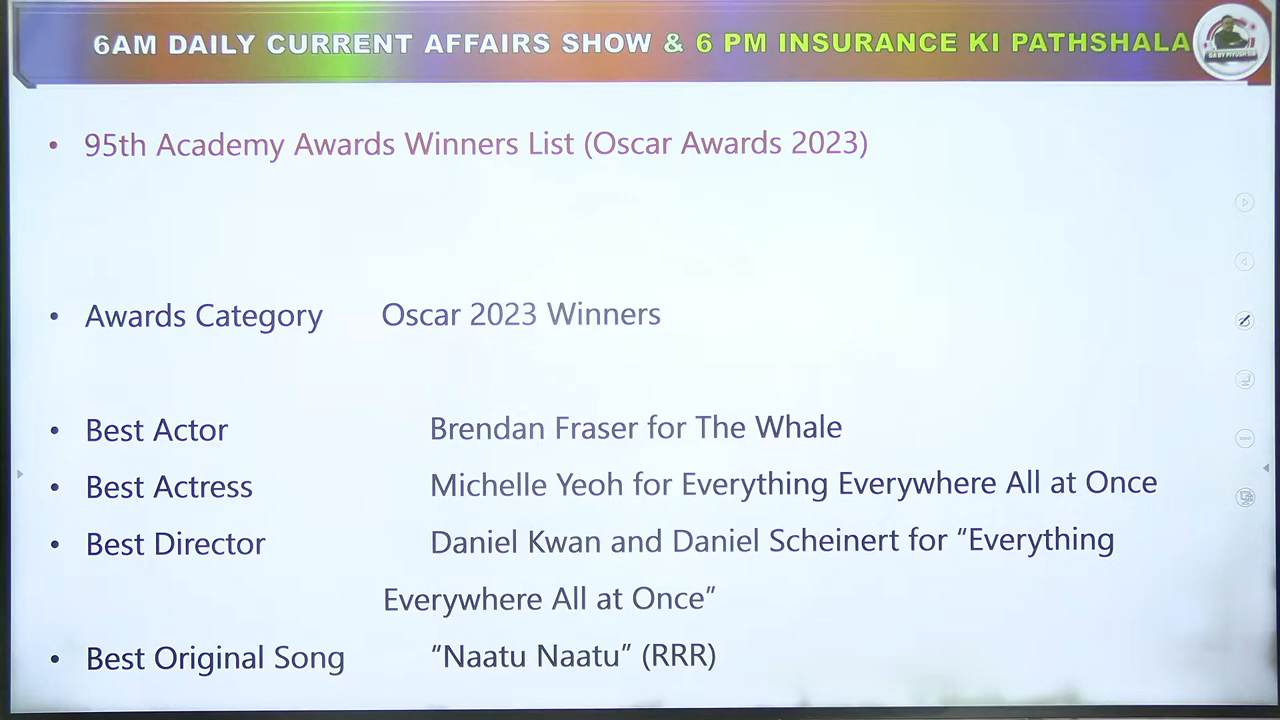 6AM DAILY CURRENT AFFAIRS SHOW & 6 PM INSURANCE KI PATHSHALA
• 95th Academy Awards Winners List (Oscar Awards 2023)
• Awards Category Oscar 2023 Winners
• Best Actor Brendan Fraser for The Whale
• Best Actress Michelle Yeoh for Everything Everywhere All at Once
• Best Director Daniel Kwan and Daniel Scheinert for “Everything
Everywhere All at Once”
• Best Original Song “Naatu Naatu” (RRR)